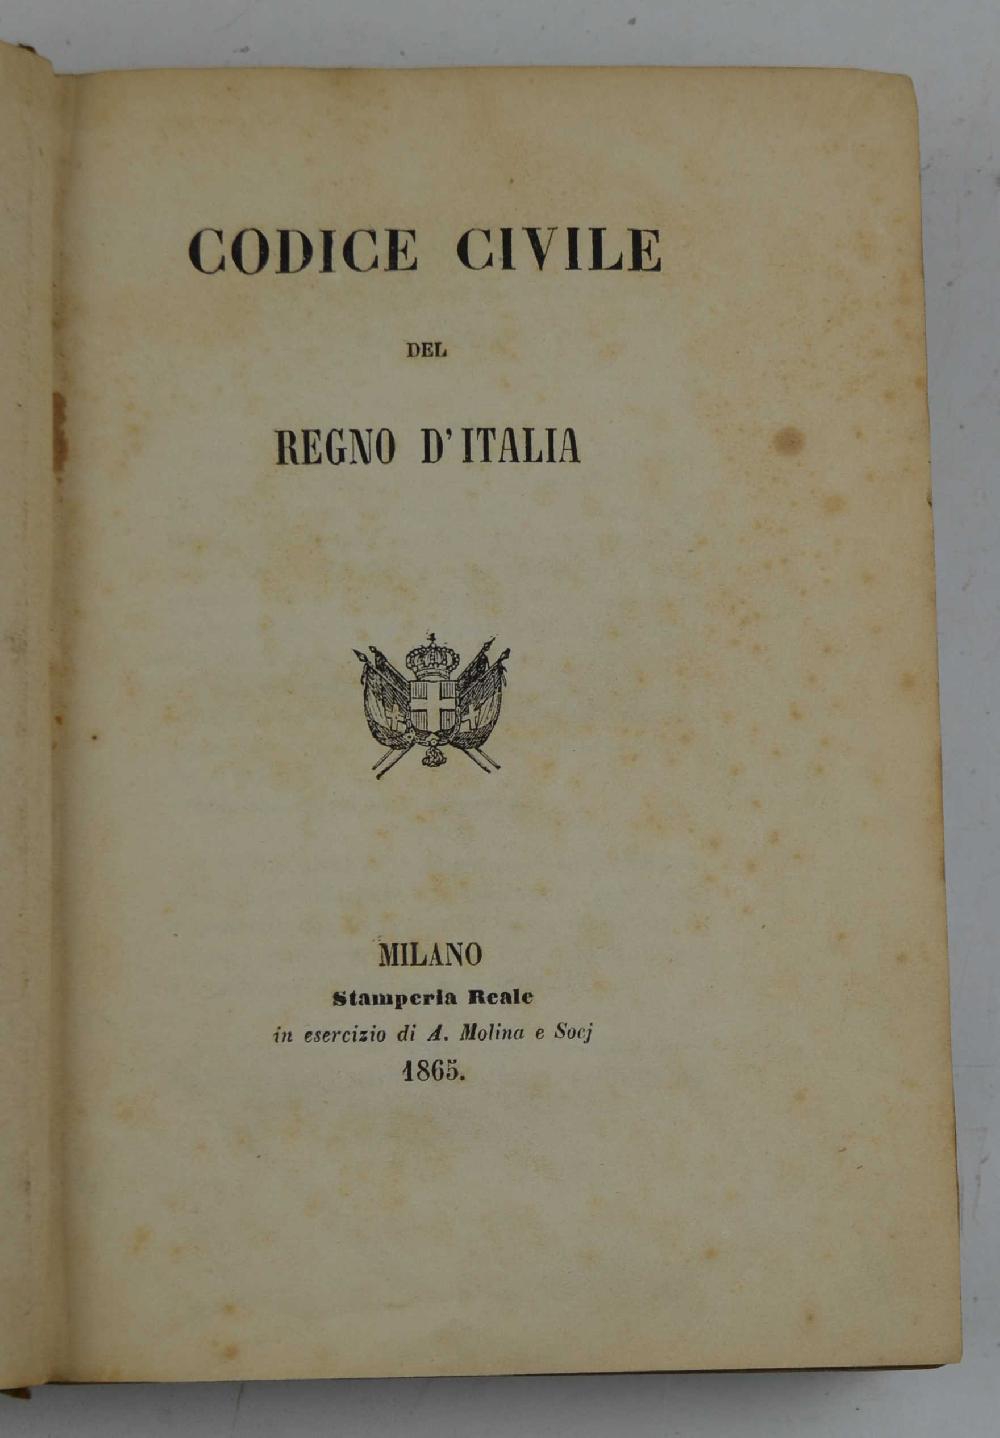 CODICE CIVILE
DEL
REGNO D'ITALIA
MILANO
Stamperia Reale
in esercizio di A. Molina e Socj
1865.